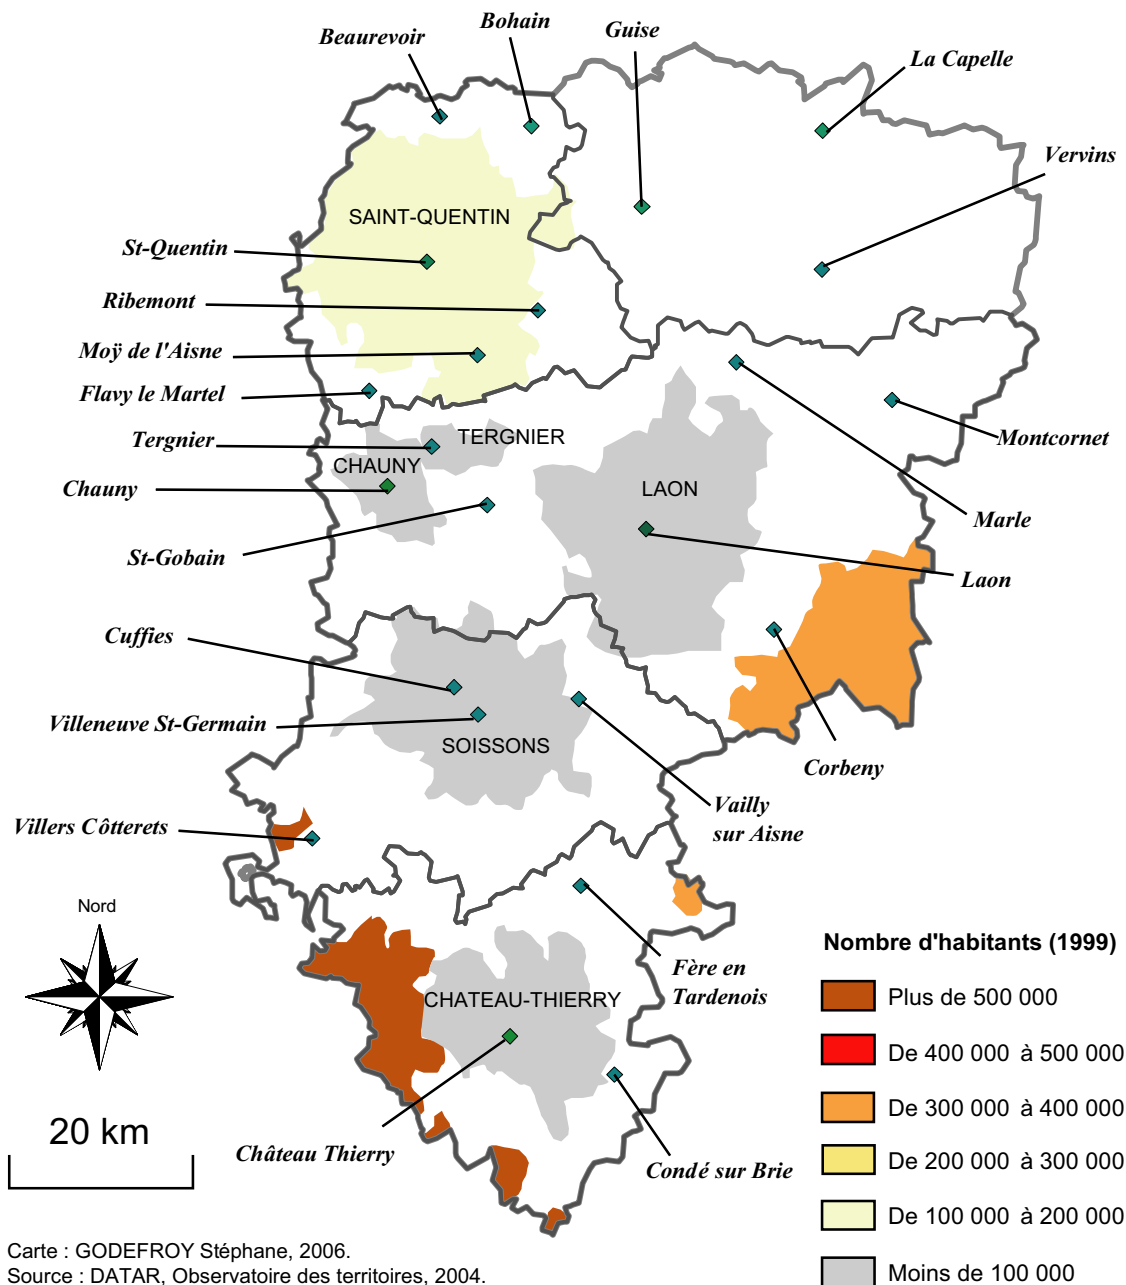 Bohain
Guise
Beaurevoir
La Capelle
Vervins
SAINT-QUENTIN
St-Quentin
Ribemont
Moÿ de l'Aisne
Flavy le Martel
Tergnier
TERGNIER
Montcornet
CHAUNY
Chauny
LAON
Marle
St-Gobain
Laon
Cuffies
Villeneuve St-Germain
SOISSONS
Corbeny
Vailly
sur Aisne
Villers Côtterets
Nord
Fère en
Tardenois
CHATEAU-THIERRY
20 km
Château Thierry
Condé sur Brie
Nombre d'habitants (1999)
Plus de 500 000
De 400 000 à 500 000
De 300 000 à 400 000
De 200 000 à 300 000
De 100 000 à 200 000
Moins de 100 000
Carte : GODEFROY Stéphane, 2006.
Source : DATAR, Observatoire des territoires, 2004.